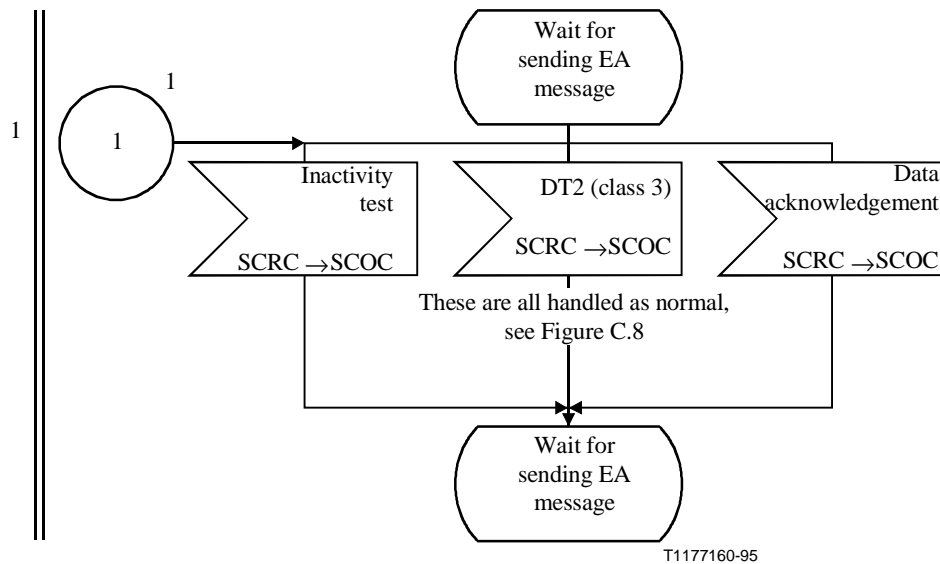 Wait for
sending EA
message
1
1
1
Inactivity
test
SCRC → SCOC
DT2 (class 3)
SCRC → SCOC
Data
acknowledgement
SCRC → SCOC
These are all handled as normal,
see Figure C.8
Wait for
sending EA
message
T1177160-95